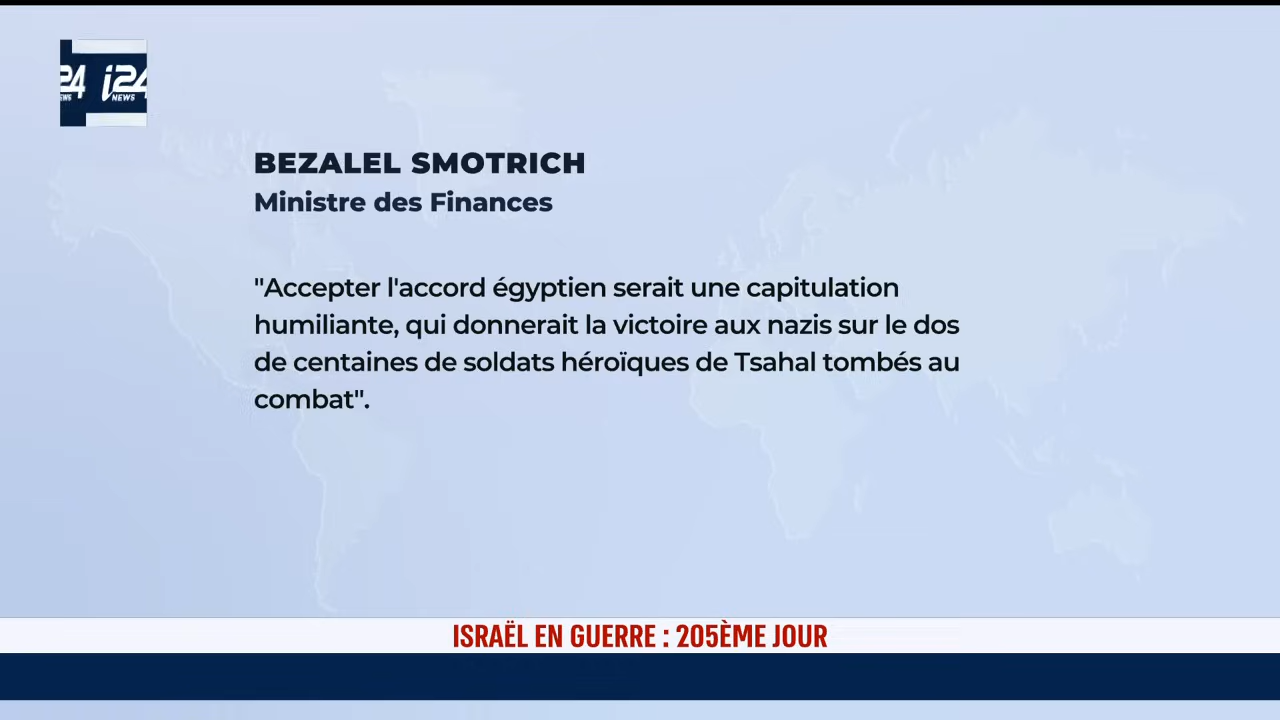 24 i24
NEWS NEWS
BEZALEL SMOTRICH
Ministre des Finances
"Accepter l'accord égyptien serait une capitulation
humiliante, qui donnerait la victoire aux nazis sur le dos
de centaines de soldats héroïques de Tsahal tombés au
combat".
ISRAËL EN GUERRE : 205ÈME JOUR